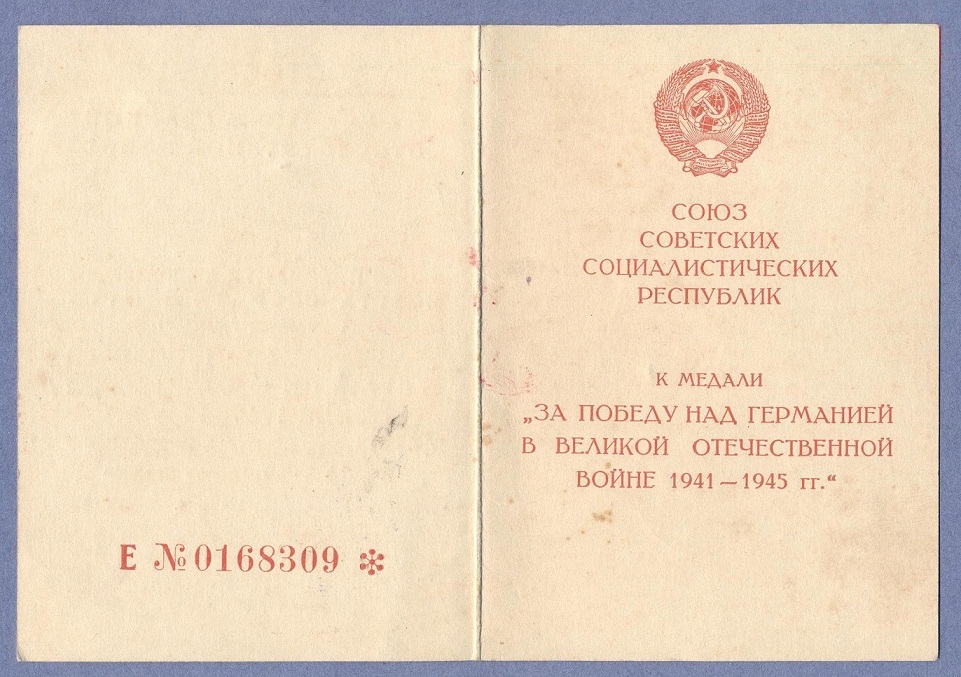 Е №0168309
СОЮЗ
СОВЕТСКИХ
СОЦИАЛИСТИЧЕСКИХ
РЕСПУБЛИК
К МЕДАЛИ
„ЗА ПОБЕДУ НАД ГЕРМАНИЕЙ
В ВЕЛИКОЙ ОТЕЧЕСТВЕННОЙ
ВОЙНЕ 1941—1945 гг.“